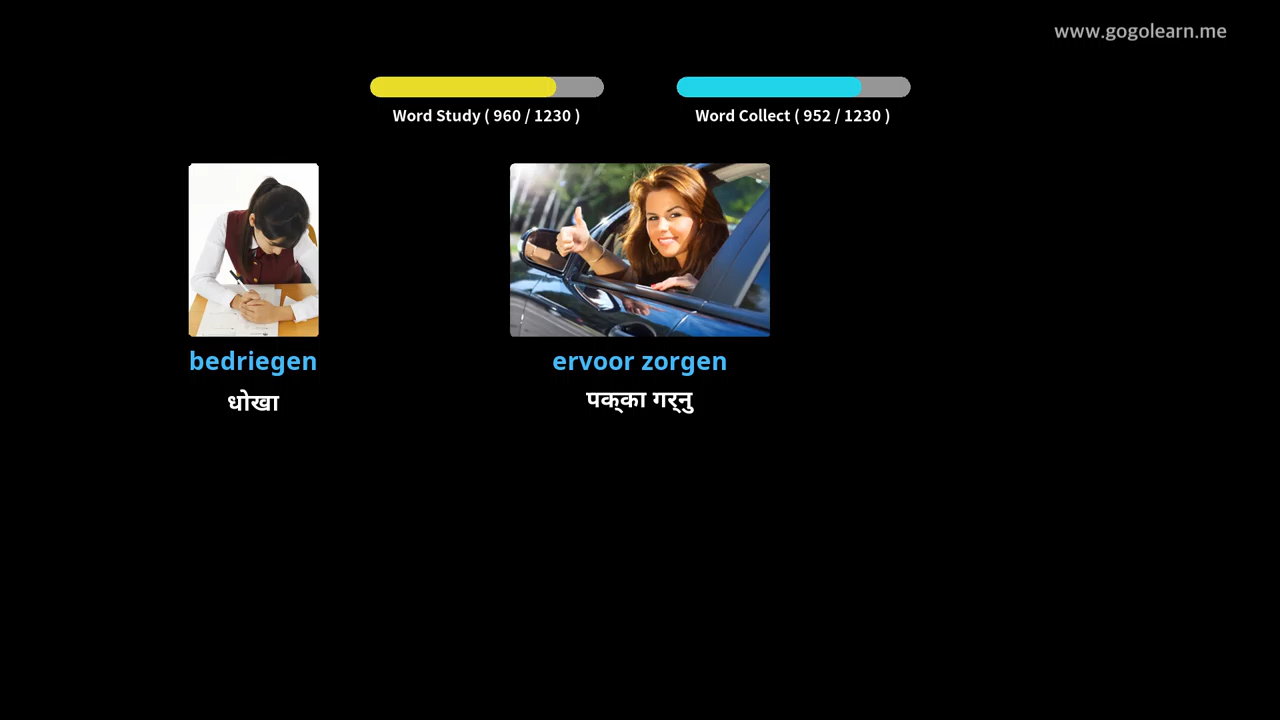 www.gogolearn.me
Word Study ( 960 / 1230 )
Word Collect ( 952 / 1230 )
bedriegen
धोखा
ervoor zorgen
पक्का गर्नु